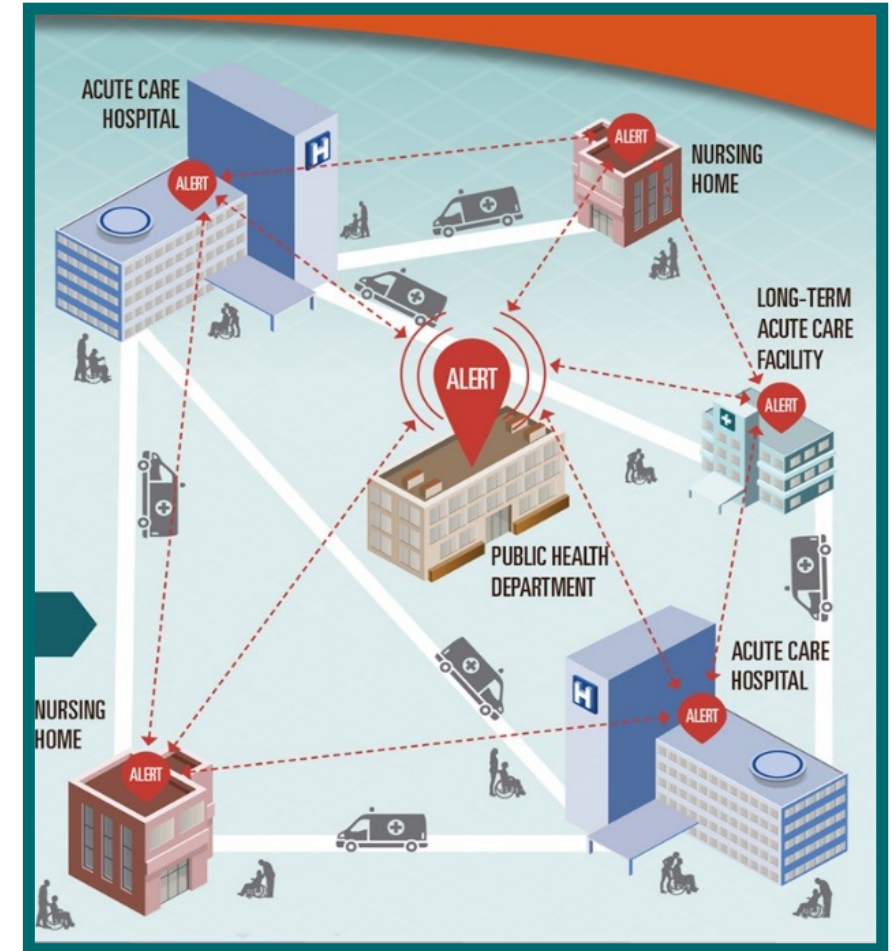 ACUTE CARE
HOSPITAL
H
ALERT
ALERT
NURSING
HOME
LONG-TERM
ACUTE CARE
FACILITY
ALERT
ALERT
PUBLIC HEALTH
DEPARTMENT
ACUTE CARE
HOSPITAL
H
ALERT
NURSING
HOME
ALERT